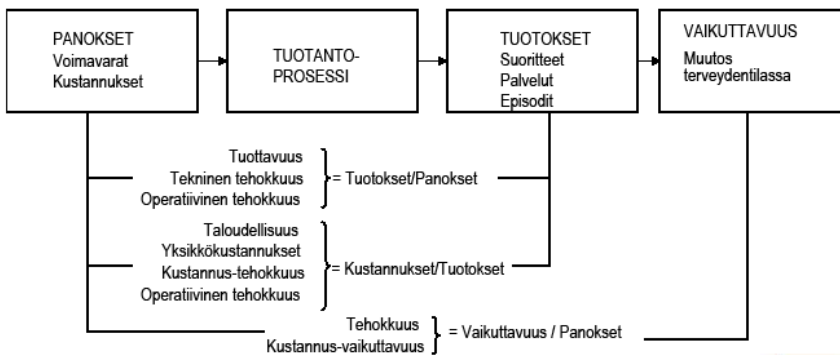 PANOKSET
Voimavarat
Kustannukset
TUOTANTO-
PROSESSI
TUOTOKSET
Suoritteet
Palvelut
Episodit
VAIKUTTAVUUS
Muutos
terveydentilassa
Tuottavuus
Tekninen tehokkuus
Operatiivinen tehokkuus
= Tuotokset/Panokset
Taloudellisuus
Yksikkökustannukset
Kustannus-tehokkuus
Operatiivinen tehokkuus
= Kustannukset/Tuotokset
Tehokkuus
Kustannus-vaikuttavuus
= Vaikuttavuus / Panokset